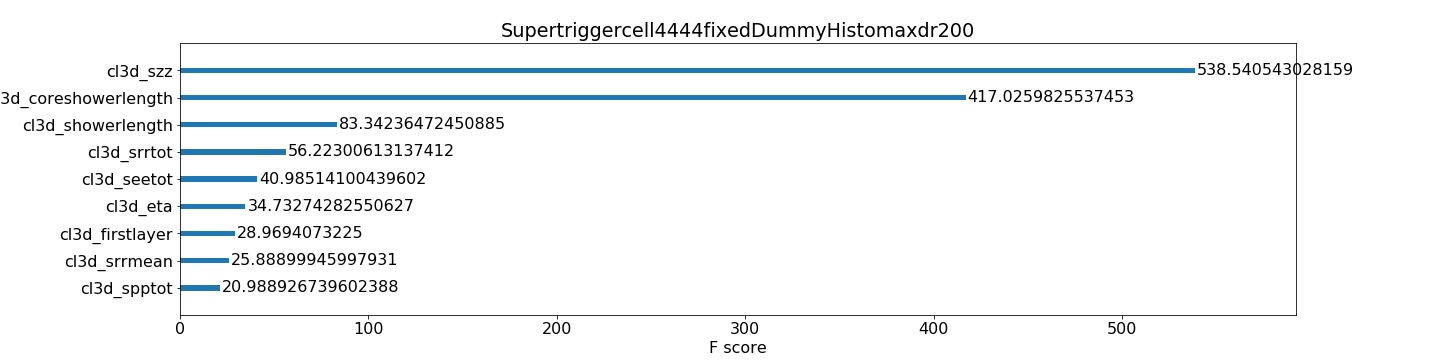 Supertriggercell4444fixedDummyHistomaxdr200
cl3d_szz 538.540543028159
3d_coreshowerlength 417.0259825537453
cl3d_showerlength 83.34236472450885
cl3d_srrtot 56.22300613137412
cl3d_seetot 40.98514100439602
cl3d_eta 34.73274282550627
cl3d_firstlayer 28.9694073225
cl3d_srrmean 25.88899945997931
cl3d_spptot 20.988926739602388
0 100 200 300 400 500
F score